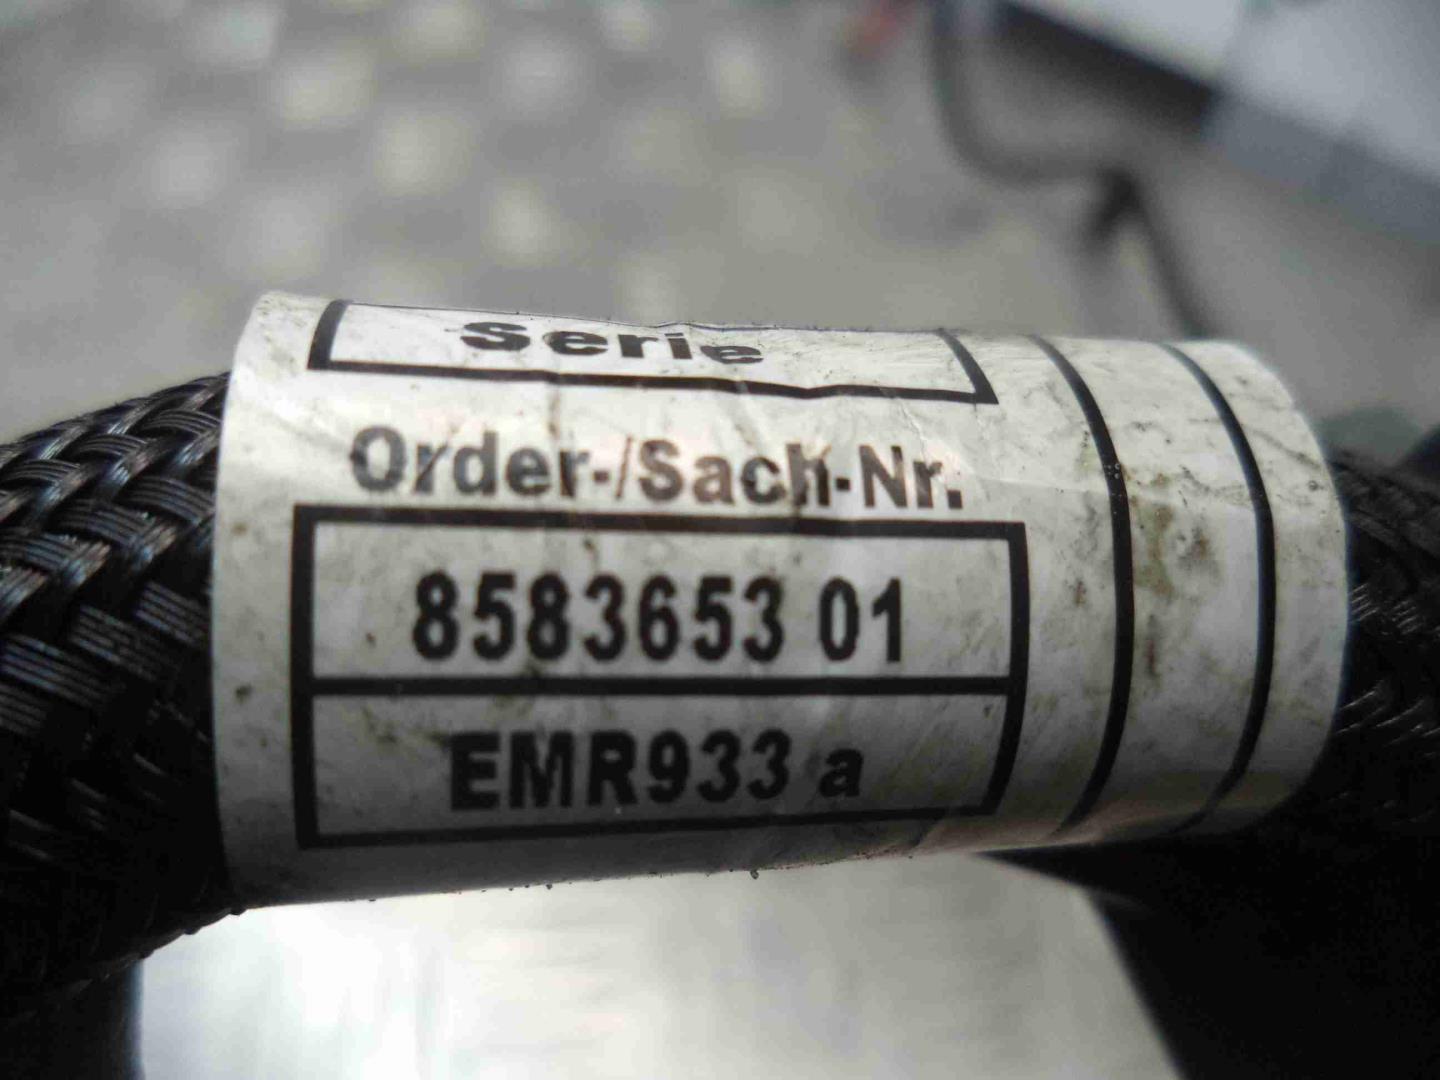 Serie
Order-/Sach-Nr.
8583653 01
EMR933 a